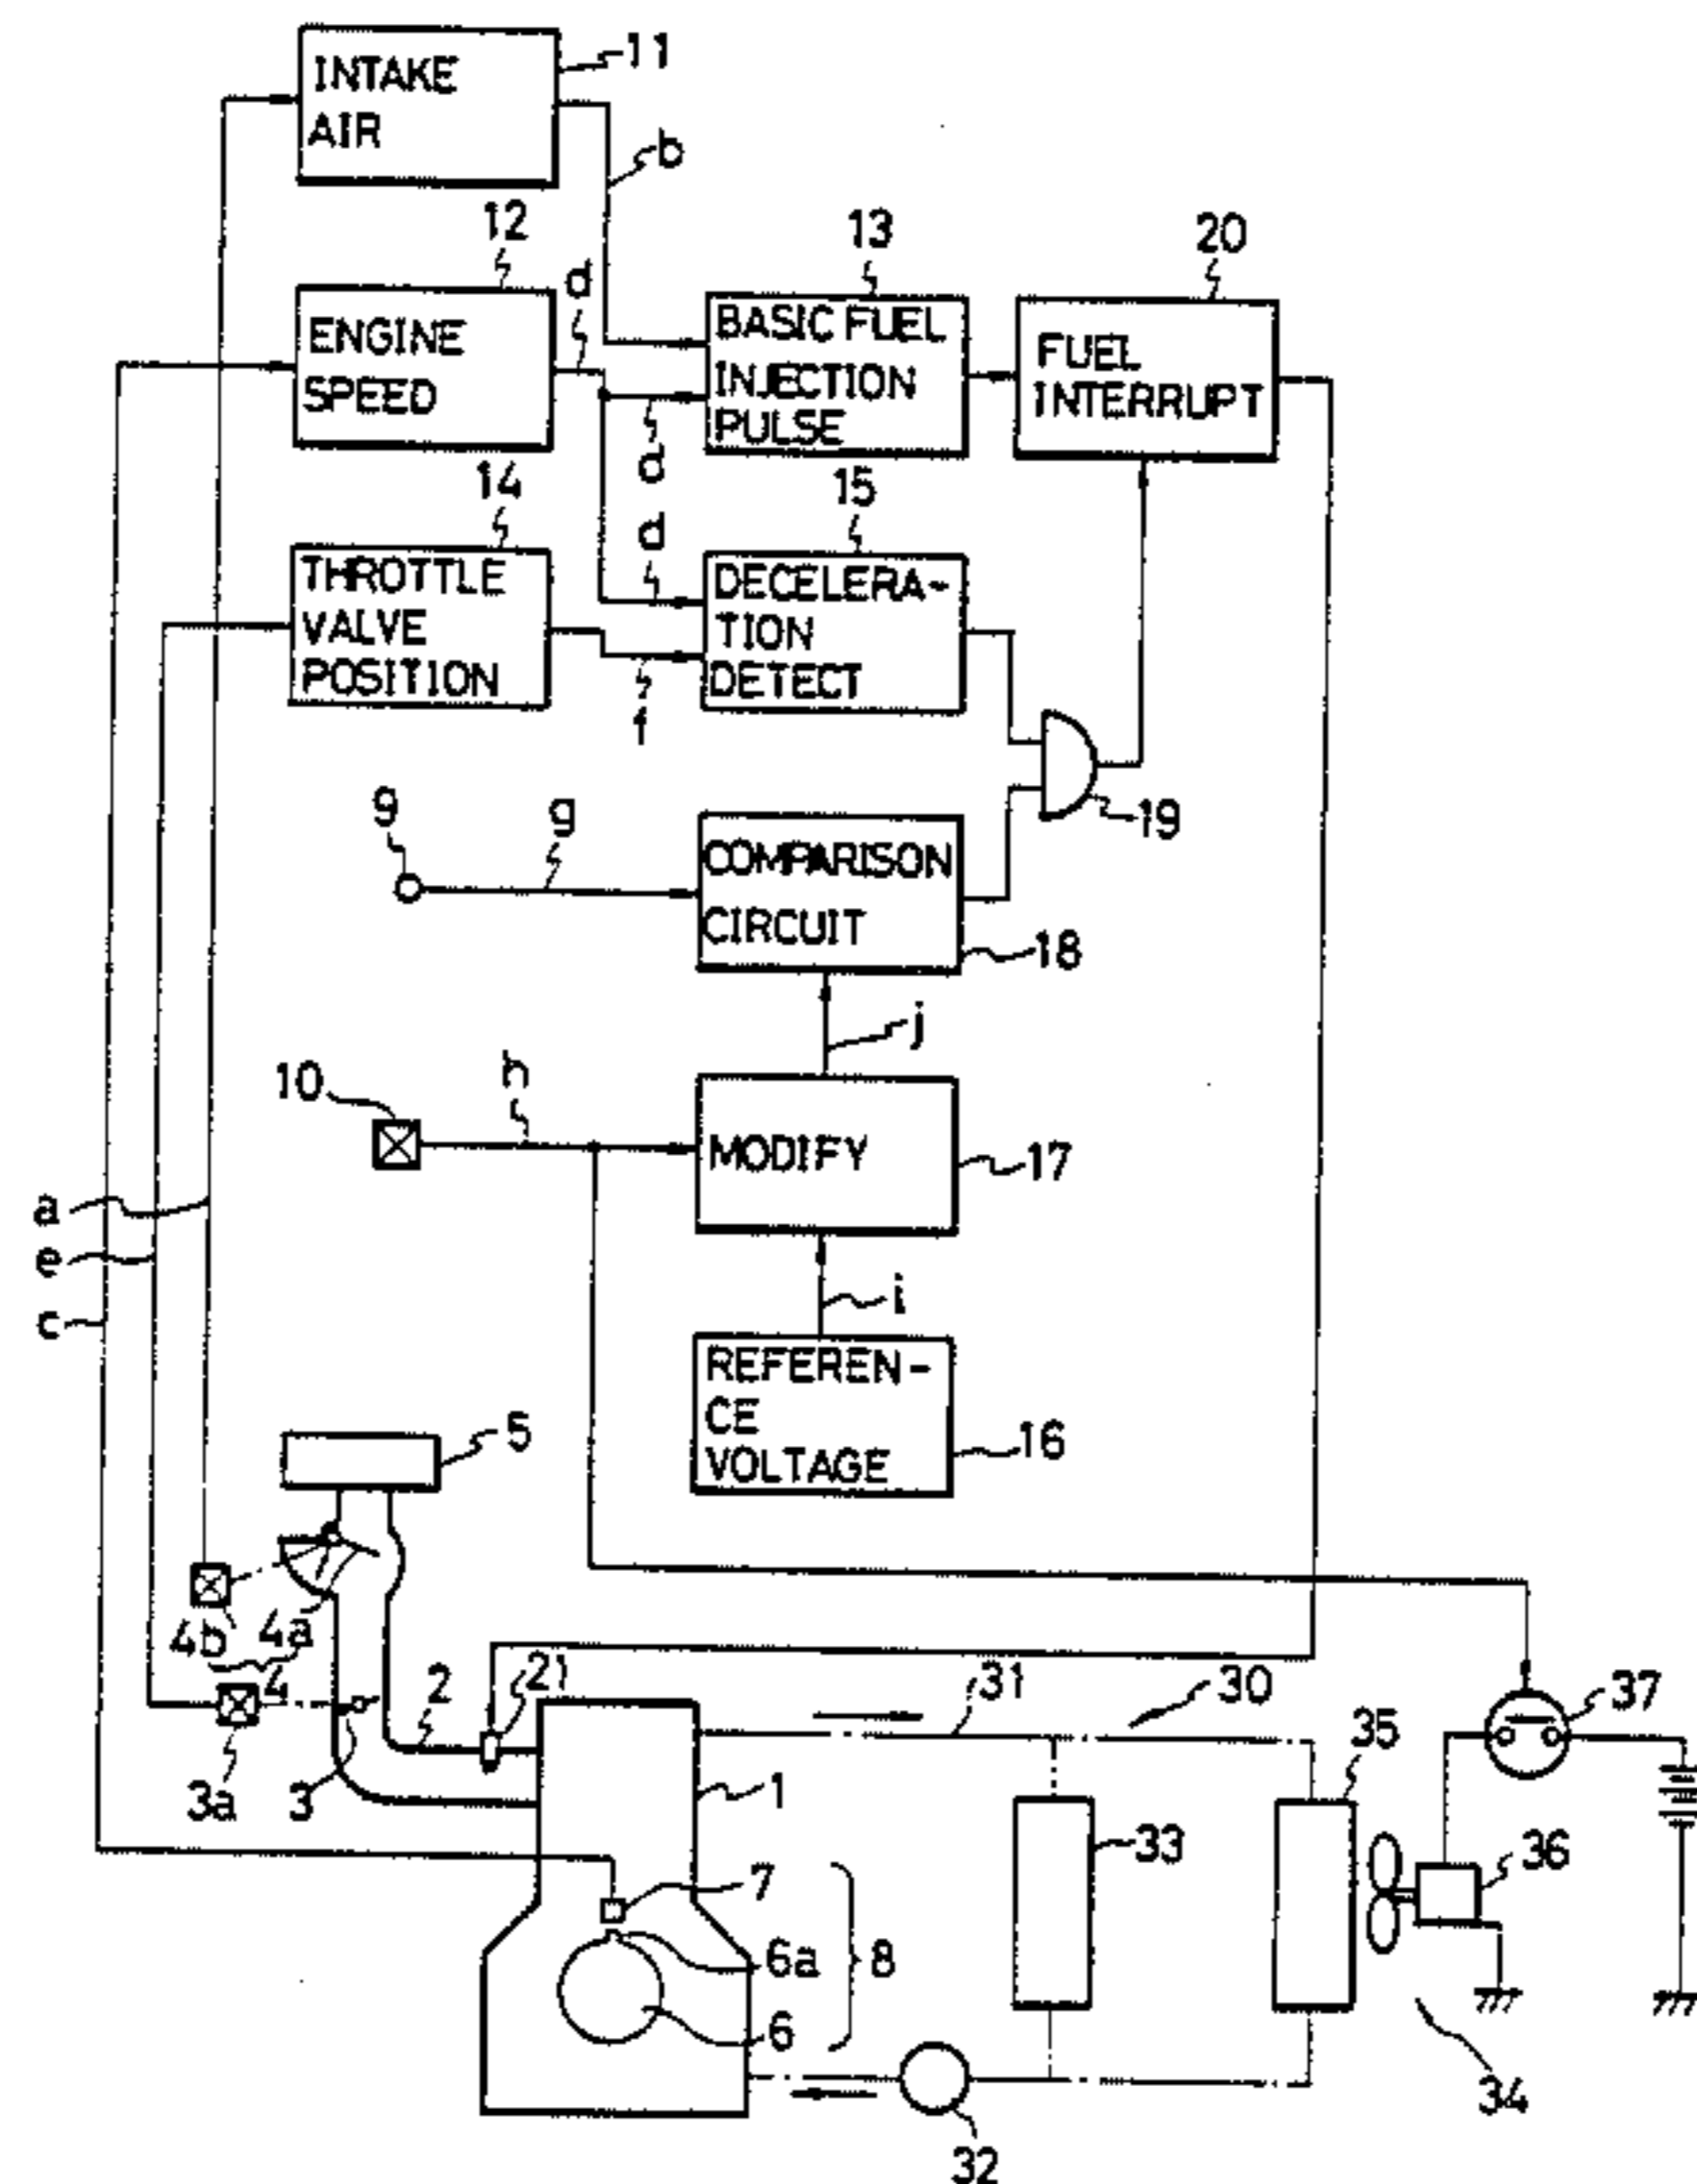 INTAKE
AIR
11
b
12
d
13
20
ENGINE
SPEED
BASIC FUEL
INJECTION
PULSE
FUEL
INTERRUPT
d
14
d
15
THROTTLE
VALVE
POSITION
DECELERA-
TION
DETECT
f
19
9
g
COMPARISON
CIRCUIT
18
j
10
h
MODIFY
17
a
e
c
i
REFEREN-
CE
VOLTAGE
16
5
4b
4a
4
2
21
31
30
37
35
3a
3
1
33
36
7
6a
8
6
34
32